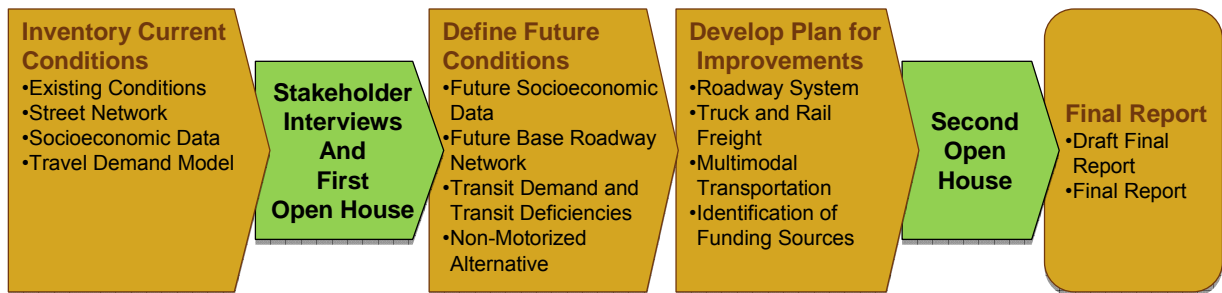 Inventory Current
Conditions
•Existing Conditions
•Street Network
•Socioeconomic Data
•Travel Demand Model
Stakeholder
Interviews
And
First
Open House
Define Future
Conditions
•Future Socioeconomic
Data
•Future Base Roadway
Network
•Transit Demand and
Transit Deficiencies
•Non-Motorized
Alternative
Develop Plan for
Improvements
•Roadway System
•Truck and Rail
Freight
•Multimodal
Transportation
•Identification of
Funding Sources
Second
Open
House
Final Report
•Draft Final
Report
•Final Report